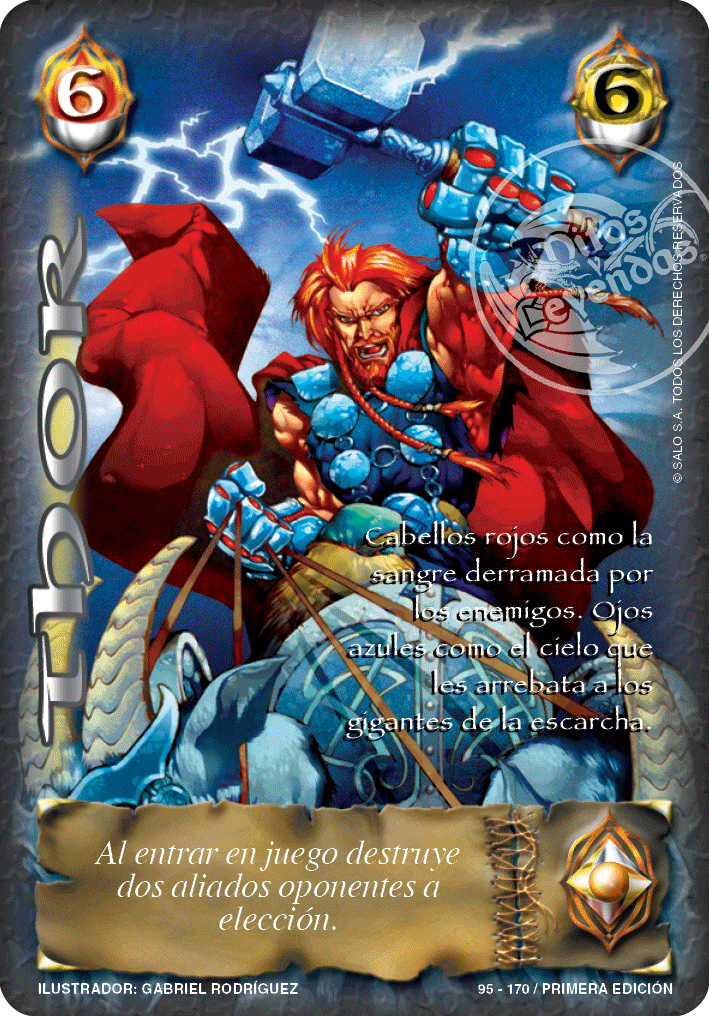 6
6
Mitos
y
Leyendas
© SALO S.A. TODOS LOS DERECHOS RESERVADOS
Thor
Cabellos rojos como la
sangre derramada por
los enemigos. Ojos
azules como el cielo que
les arrebata a los
gigantes de la escarcha.
Al entrar en juego destruye
dos aliados oponentes a
elección.
ILUSTRADOR: GABRIEL RODRÍGUEZ
95 - 170 / PRIMERA EDICIÓN